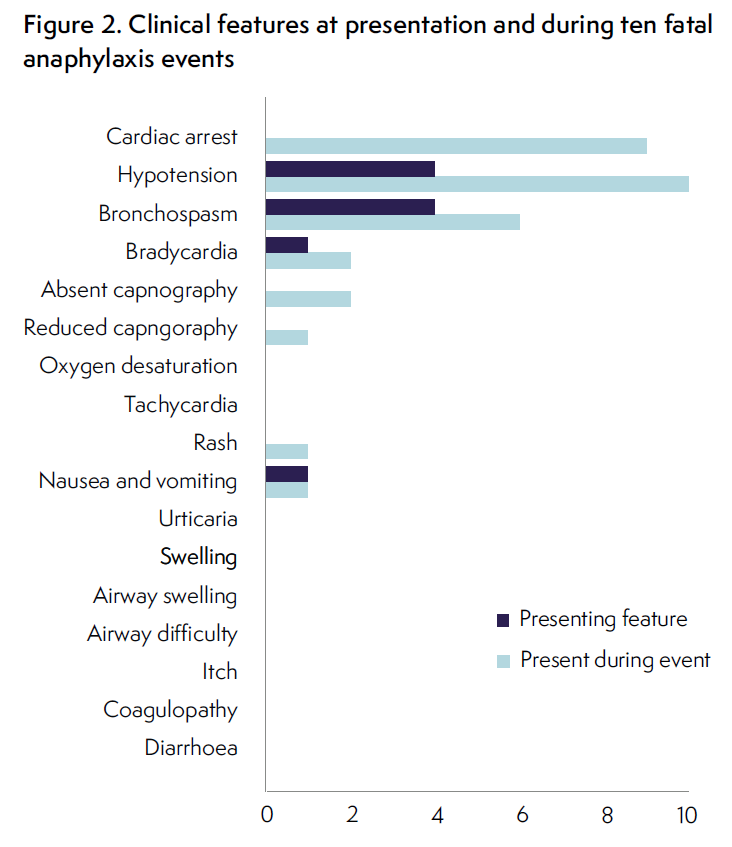 Figure 2. Clinical features at presentation and during ten fatal
anaphylaxis events
Cardiac arrest
Hypotension
Bronchospasm
Bradycardia
Absent capnography
Reduced capngoraphy
Oxygen desaturation
Tachycardia
Rash
Nausea and vomiting
Urticaria
Swelling
Airway swelling
Airway difficulty
Itch
Coagulopathy
Diarrhoea
Presenting feature
Present during event
0 2 4 6 8 10